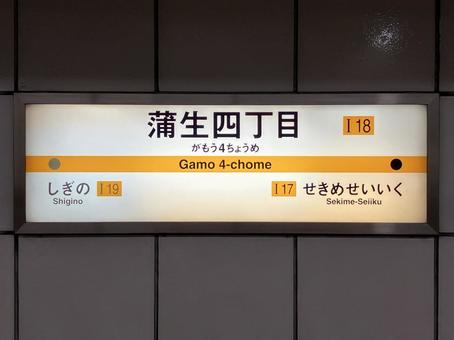 蒲生四丁目 I18
がもう4ちょうめ
Gamo 4-chome
しぎの I19 I17 せきめせいいく
Shigino Sekime-Seiiku